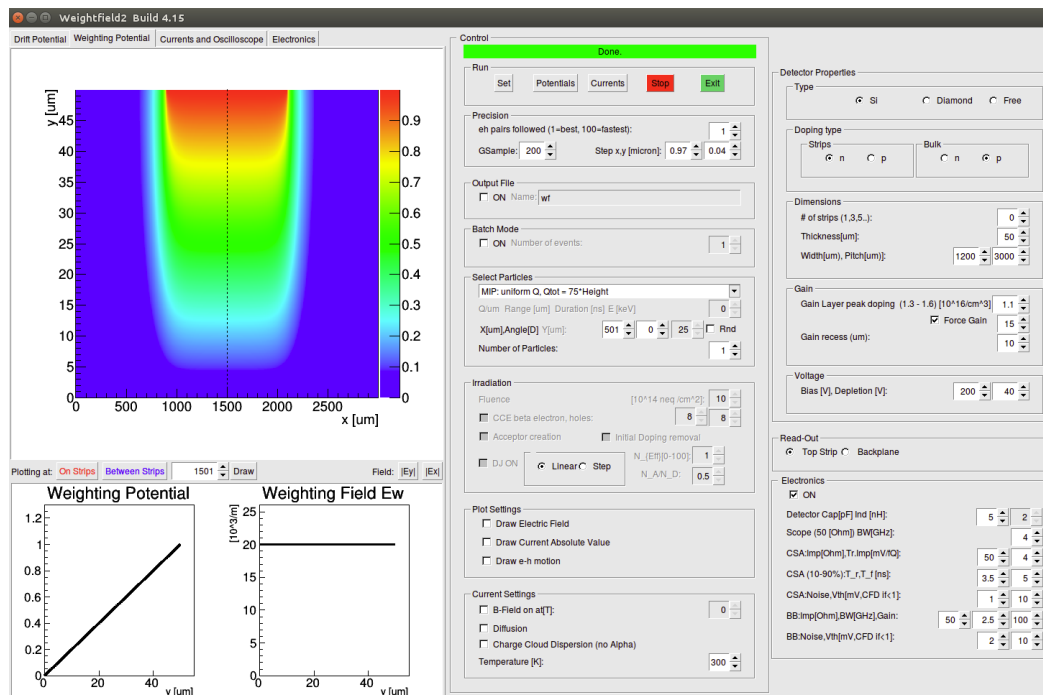 Weightfield2 Build 4.15
Drift Potential Weighting Potential Currents and Oscilloscope Electronics
y [um]
45
40
35
30
25
20
15
10
5
0
0 500 1000 1500 2000 2500
x [um]
0.9
0.8
0.7
0.6
0.5
0.4
0.3
0.2
0.1
0
Plotting at: On Strips Between Strips 1501 Draw Field: |Ey| |Ex|
Weighting Potential
1.2
1
0.8
0.6
0.4
0.2
0
0 20 40
y [um]
Weighting Field Ew
[10^3/m]
25
20
15
10
5
0
0 20 40
y [um]
Control
Done.
Run
Set Potentials Currents Stop Exit
Precision
eh pairs followed (1=best, 100=fastest): 1
GSample: 200 Step x,y [micron]: 0.97 0.04
Output File
ON Name: wf
Batch Mode
ON Number of events: 1
Select Particles
MIP: uniform Q, Qtot = 75*Height
Q/um Range [um] Duration [ns] E [keV] 0
X[um],Angle[D] Y[um]: 501 0 25 Rnd
Number of Particles: 1
Irradiation
Fluence [10^14 neq /cm^2]: 10
CCE beta electron, holes: 8 8
Acceptor creation Initial Doping removal
DJ ON Linear Step N_{Eff}[0-100]: 1
N_A/N_D: 0.5
Plot Settings
Draw Electric Field
Draw Current Absolute Value
Draw e-h motion
Current Settings
B-Field on at[T]: 0
Diffusion
Charge Cloud Dispersion (no Alpha)
Temperature [K]: 300
Detector Properties
Type
Si Diamond Free
Doping type
Strips Bulk
n p n p
Dimensions
# of strips (1,3,5..): 0
Thickness[um]: 50
Width(um), Pitch[um)]: 1200 3000
Gain
Gain Layer peak doping (1.3 - 1.6) [10^16/cm^3] 1.1
Force Gain 15
Gain recess (um): 10
Voltage
Bias [V], Depletion [V]: 200 40
Read-Out
Top Strip Backplane
Electronics
ON
Detector Cap[pF] Ind [nH]: 5 2
Scope (50 [Ohm]) BW[GHz]: 4
CSA:Imp[Ohm],Tr.Imp[mV/fQ]: 50 4
CSA (10-90%):T_r,T_f [ns]: 3.5 5
CSA:Noise,Vth[mV,CFD if<1]: 1 10
BB:Imp[Ohm],BW[GHz],Gain: 50 2.5 100
BB:Noise,Vth[mV,CFD if<1]: 2 10